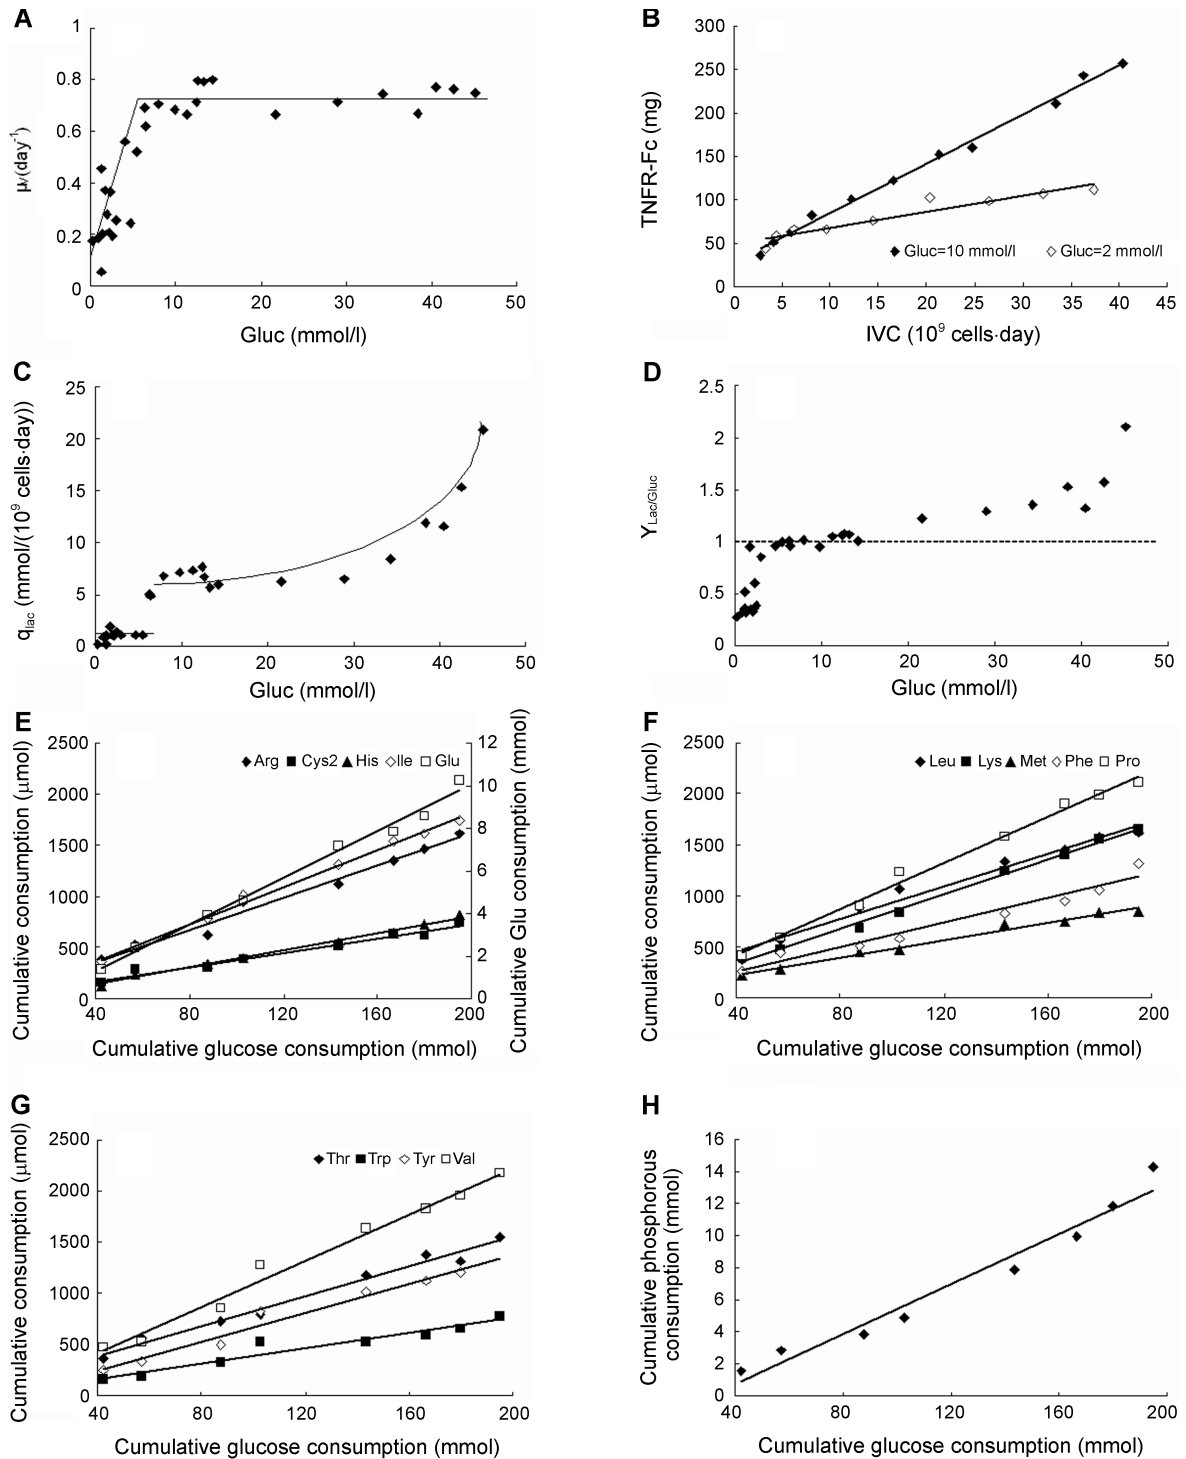 A
1
0.8
0.6
0.4
0.2
0
μ/(day⁻¹)
0 10 20 30 40 50
Gluc (mmol/l)
B
300
250
200
150
100
50
0
TNFR-Fc (mg)
Gluc=10 mmol/l Gluc=2 mmol/l
0 5 10 15 20 25 30 35 40 45
IVC (10⁹ cells·day)
C
25
20
15
10
5
0
qlac (mmol/(10⁹ cells·day))
0 10 20 30 40 50
Gluc (mmol/l)
D
2.5
2
1.5
1
0.5
0
YLac/Gluc
0 10 20 30 40 50
Gluc (mmol/l)
E
2500
2000
1500
1000
500
0
Cumulative consumption (μmol)
Arg Cys2 His Ile Glu
12
10
8
6
4
2
0
Cumulative Glu consumption (mmol)
40 80 120 160 200
Cumulative glucose consumption (mmol)
F
2500
2000
1500
1000
500
0
Cumulative consumption (μmol)
Leu Lys Met Phe Pro
40 80 120 160 200
Cumulative glucose consumption (mmol)
G
2500
2000
1500
1000
500
0
Cumulative consumption (μmol)
Thr Trp Tyr Val
40 80 120 160 200
Cumulative glucose consumption (mmol)
H
16
14
12
10
8
6
4
2
0
Cumulative phosphorous
consumption (mmol)
40 80 120 160 200
Cumulative glucose consumption (mmol)